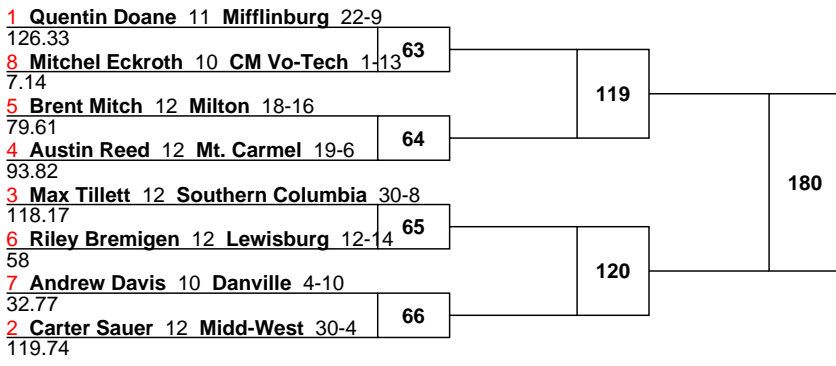 1 Quentin Doane 11 Mifflinburg 22-9
126.33
63
8 Mitchel Eckroth 10 CM Vo-Tech 1-13
7.14
119
5 Brent Mitch 12 Milton 18-16
79.61
64
4 Austin Reed 12 Mt. Carmel 19-6
93.82
180
3 Max Tillett 12 Southern Columbia 30-8
118.17
65
6 Riley Bremigen 12 Lewisburg 12-14
58
120
7 Andrew Davis 10 Danville 4-10
32.77
66
2 Carter Sauer 12 Midd-West 30-4
119.74